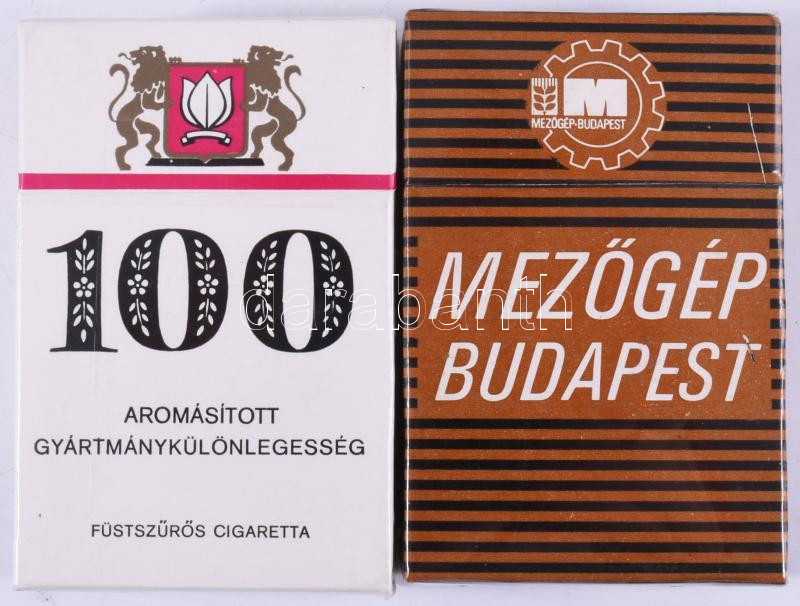 100
AROMÁSÍTOTT
GYÁRTMÁNYKÜLÖNLEGESSÉG
FÜSTSZŰRŐS CIGARETTA
M
MEZŐGÉP-BUDAPEST
MEZŐGÉP
BUDAPEST
darabanth